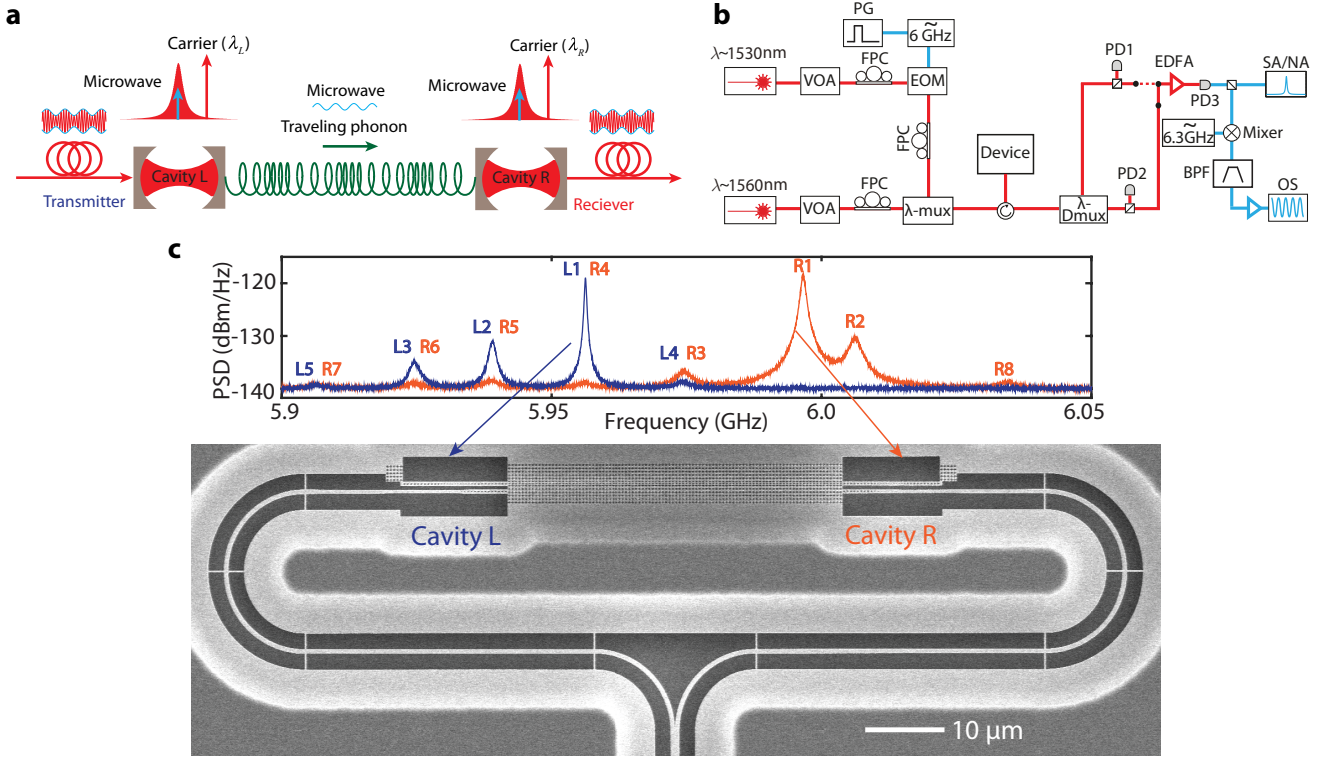 a
Carrier (λL)
Microwave
Carrier (λR)
Microwave
Microwave
Traveling phonon
Cavity L
Cavity R
Transmitter
Reciever
b
PG
6 GHz
~
λ~1530nm
VOA
FPC
EOM
FPC
λ~1560nm
VOA
FPC
λ-mux
Device
λ-
Dmux
PD1
PD2
EDFA
PD3
SA/NA
~
6.3GHz
Mixer
BPF
OS
c
PSD (dBm/Hz)
-120
-130
-140
L5 R7
L3 R6
L2 R5
L1 R4
L4 R3
R1
R2
R8
5.9
5.95
6.0
6.05
Frequency (GHz)
Cavity L
Cavity R
10 μm